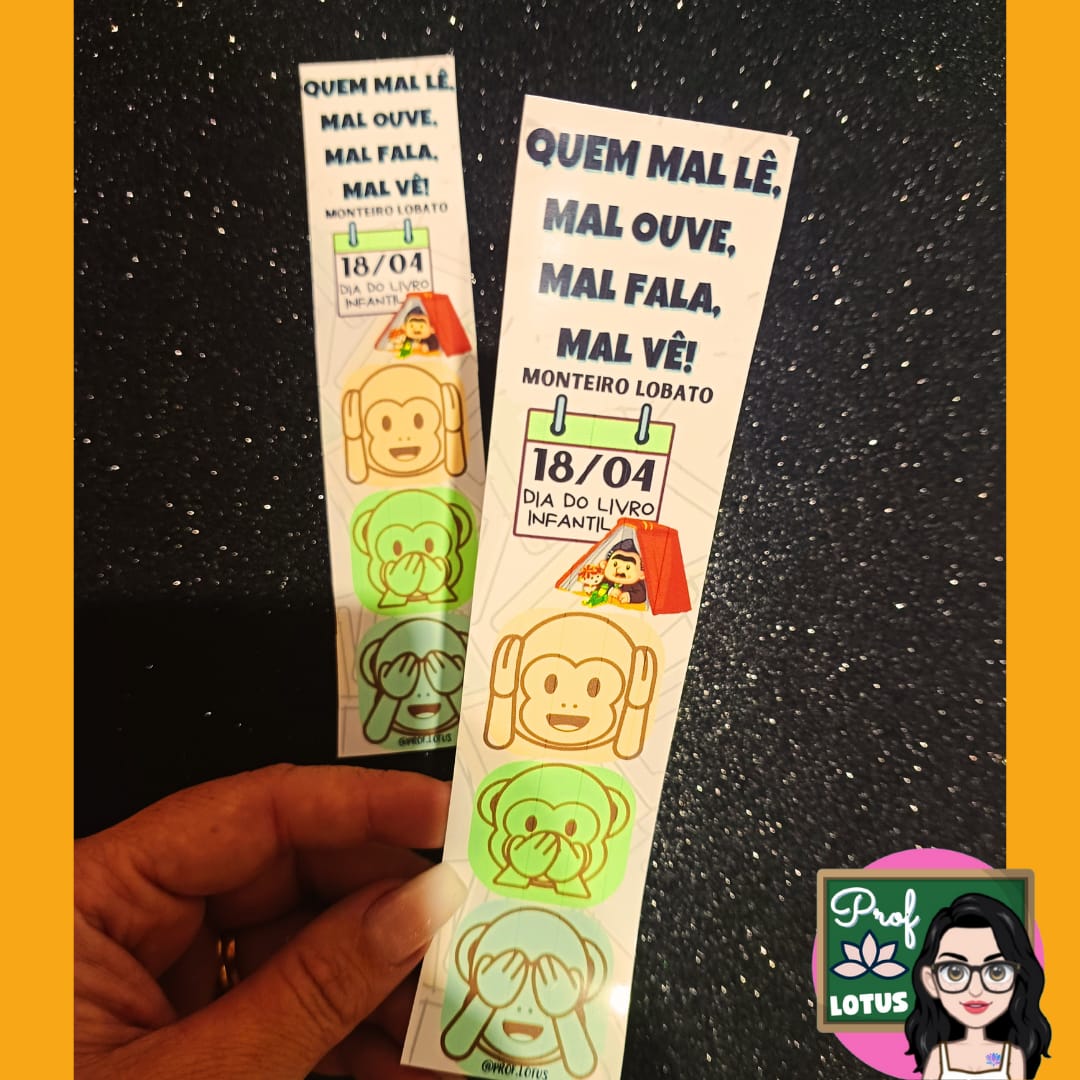 QUEM MAL LÊ,
MAL OUVE,
MAL FALA,
MAL VÊ!
MONTEIRO LOBATO
18/04
DIA DO LIVRO
INFANTIL
@PROF.LOTUS
QUEM MAL LÊ,
MAL OUVE,
MAL FALA,
MAL VÊ!
MONTEIRO LOBATO
18/04
DIA DO LIVRO
INFANTIL
@PROF.LOTUS
Prof
LOTUS